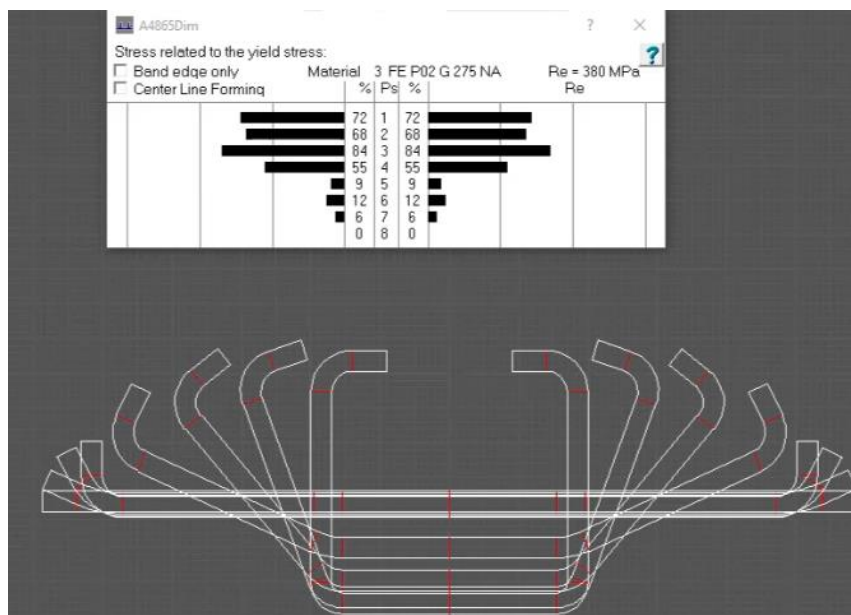 A4865Dim ? ×
Stress related to the yield stress: ?
Band edge only Material 3 FE P02 G 275 NA Re = 380 MPa
Center Line Forming % Ps % Re
72 1 72
68 2 68
84 3 84
55 4 55
9 5 9
12 6 12
6 7 6
0 8 0